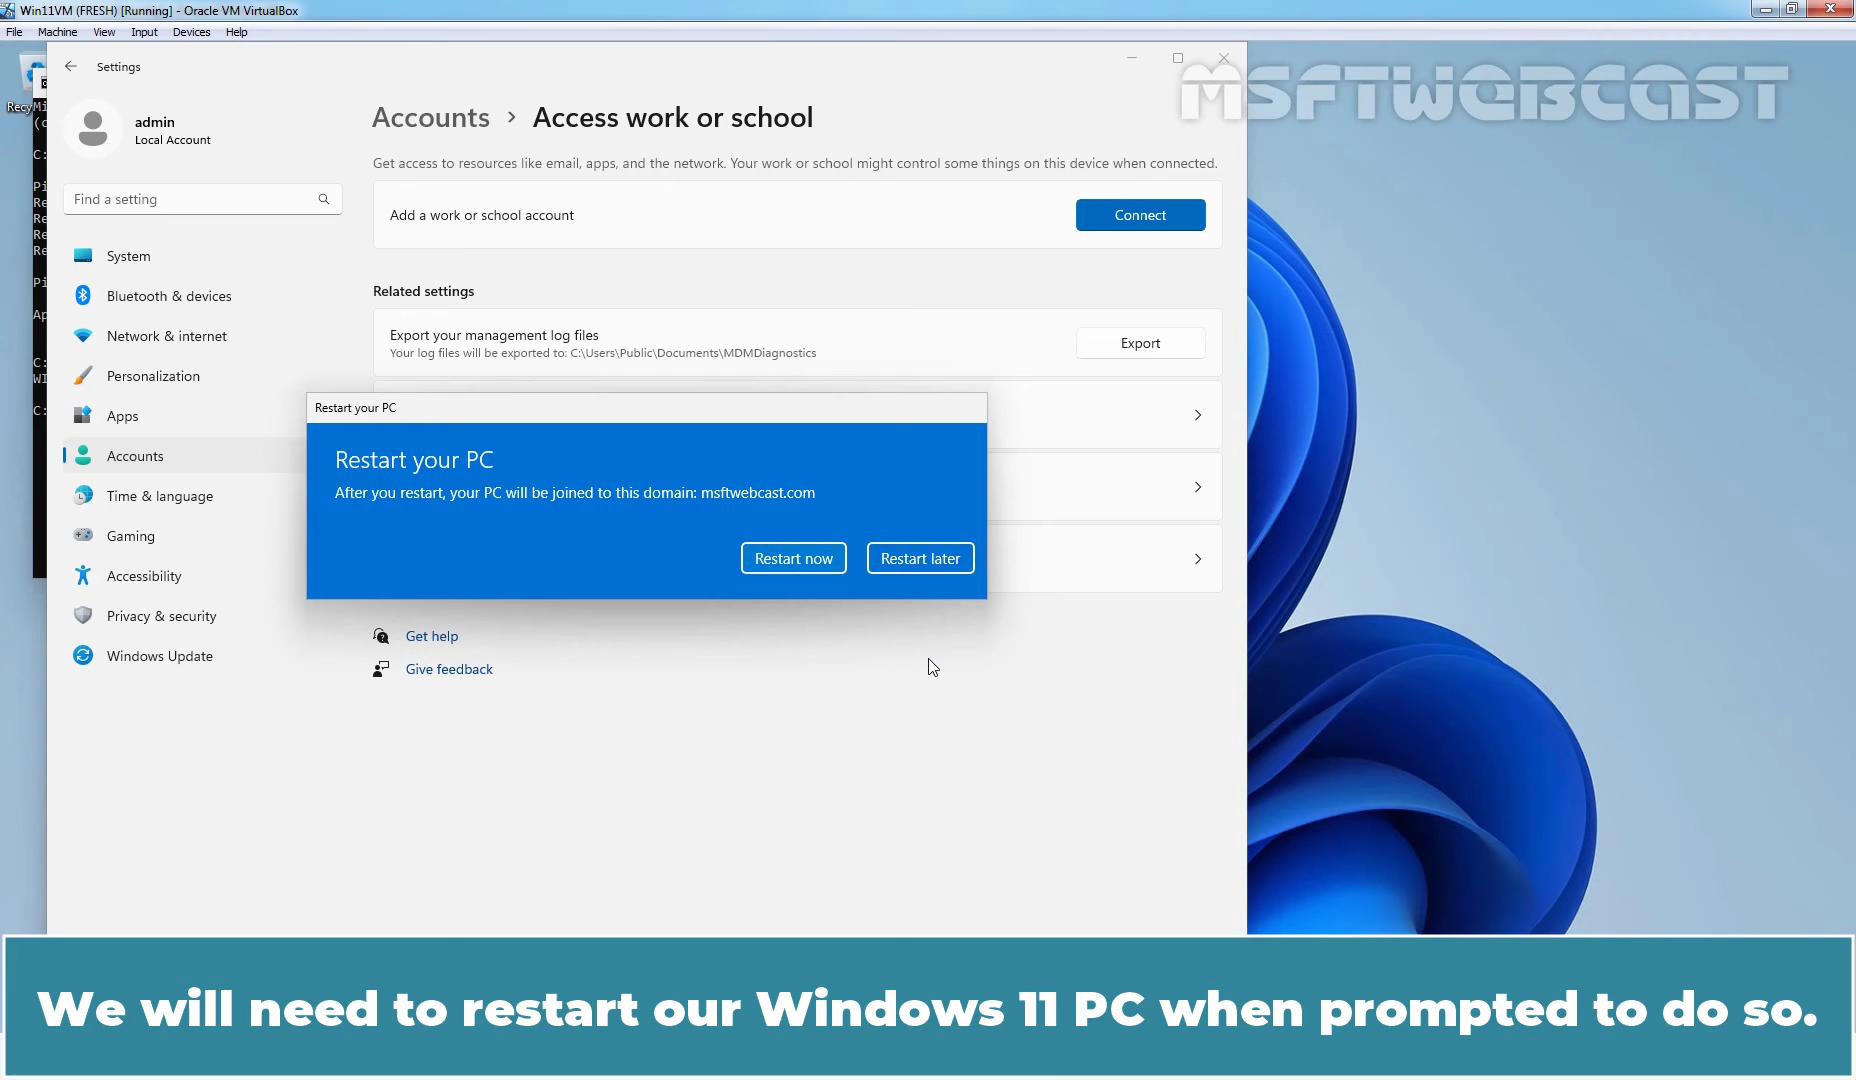 Win11VM (FRESH) [Running] - Oracle VM VirtualBox
File Machine View Input Devices Help
Settings
MSFTWEBCAST
admin
Local Account
Find a setting
System
Bluetooth & devices
Network & internet
Personalization
Apps
Accounts
Time & language
Gaming
Accessibility
Privacy & security
Windows Update
Accounts > Access work or school
Get access to resources like email, apps, and the network. Your work or school might control some things on this device when connected.
Add a work or school account
Connect
Related settings
Export your management log files
Your log files will be exported to: C:\Users\Public\Documents\MDMDiagnostics
Export
Restart your PC
Restart your PC
After you restart, your PC will be joined to this domain: msftwebcast.com
Restart now
Restart later
Get help
Give feedback
We will need to restart our Windows 11 PC when prompted to do so.